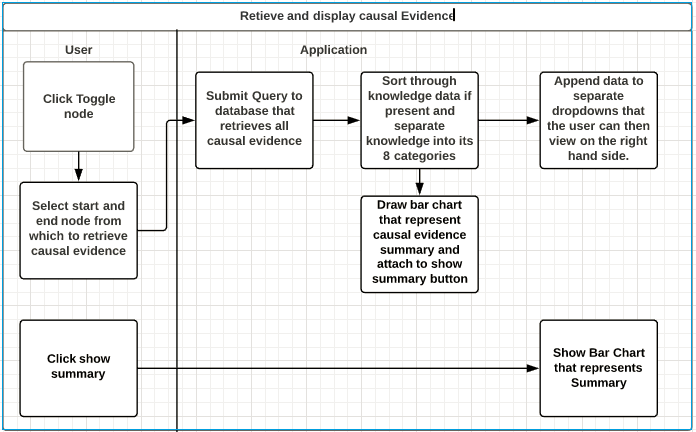 Retieve and display causal Evidence
User
Application
Click Toggle
node
Submit Query to
database that
retrieves all
causal evidence
Sort through
knowledge data if
present and
separate
knowledge into its
8 categories
Append data to
separate
dropdowns that
the user can then
view on the right
hand side.
Select start and
end node from
which to retrieve
causal evidence
Draw bar chart
that represent
causal evidence
summary and
attach to show
summary button
Click show
summary
Show Bar Chart
that represents
Summary